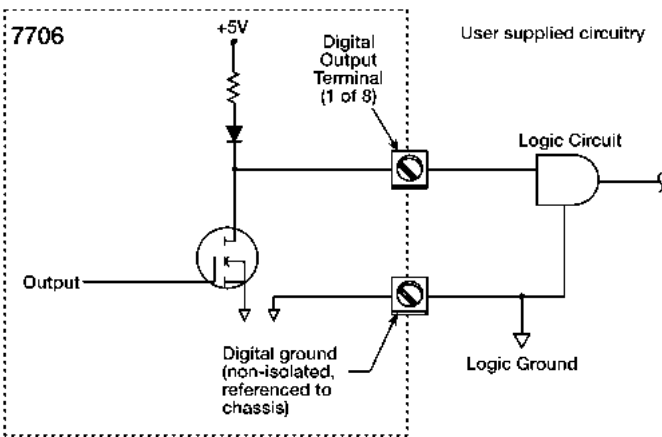 7706
+5V
Digital
Output
Terminal
(1 of 8)
User supplied circuitry
Logic Circuit
Output
Digital ground
(non-isolated,
referenced to
chassis)
Logic Ground